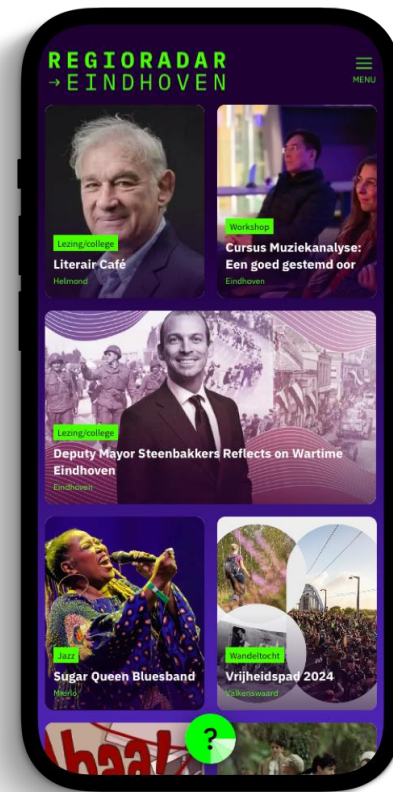 REGIORADAR
→EINDHOVEN
MENU
Lezing/college
Literair Café
Helmond
Workshop
Cursus Muziekanalyse:
Een goed gestemd oor
Eindhoven
Lezing/college
Deputy Mayor Steenbakkers Reflects on Wartime
Eindhoven
Eindhoven
Jazz
Sugar Queen Bluesband
Mierlo
Wandeltocht
Vrijheidspad 2024
Valkenswaard
?